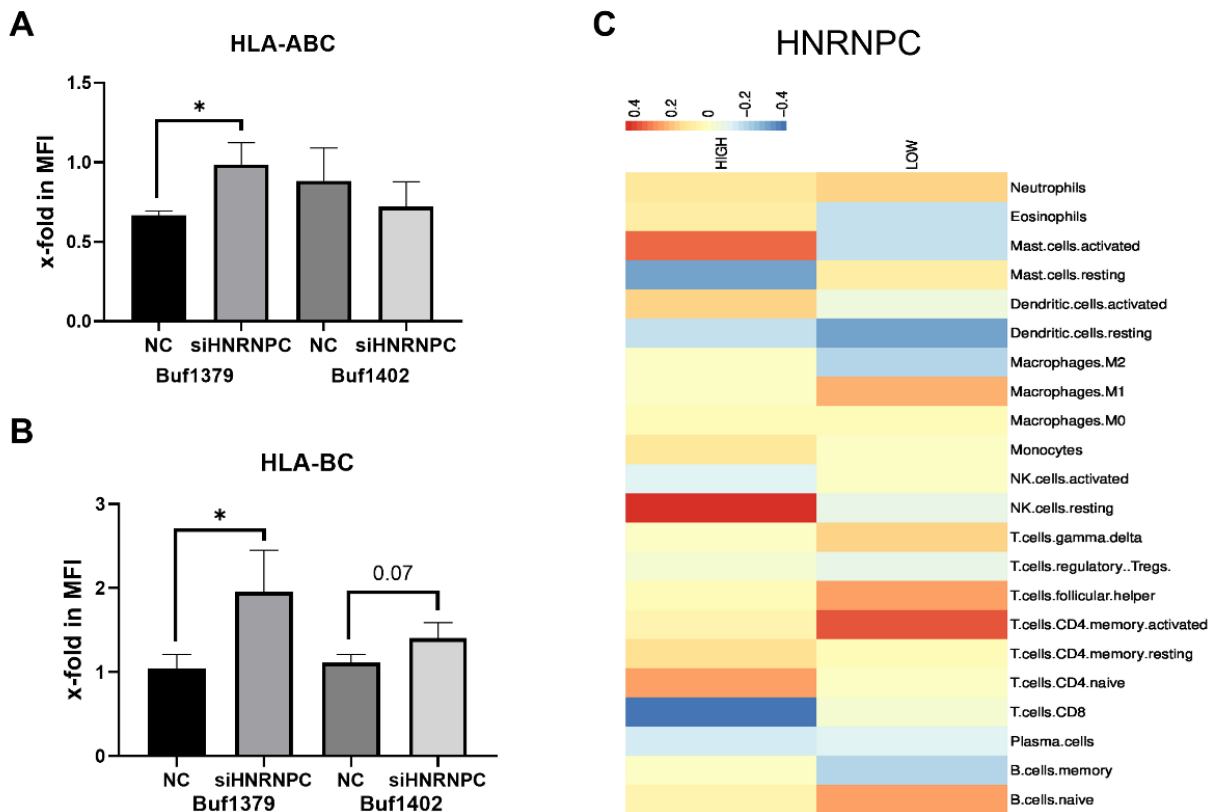 A
HLA-ABC
x-fold in MFI
1.5
1.0
0.5
0.0
*
NC siHNRNPC NC siHNRNPC
Buf1379 Buf1402
B
HLA-BC
x-fold in MFI
3
2
1
0
*
0.07
NC siHNRNPC NC siHNRNPC
Buf1379 Buf1402
C
HNRNPC
0.4 0.2 0 −0.2 −0.4
HIGH LOW
Neutrophils
Eosinophils
Mast.cells.activated
Mast.cells.resting
Dendritic.cells.activated
Dendritic.cells.resting
Macrophages.M2
Macrophages.M1
Macrophages.M0
Monocytes
NK.cells.activated
NK.cells.resting
T.cells.gamma.delta
T.cells.regulatory..Tregs.
T.cells.follicular.helper
T.cells.CD4.memory.activated
T.cells.CD4.memory.resting
T.cells.CD4.naive
T.cells.CD8
Plasma.cells
B.cells.memory
B.cells.naive